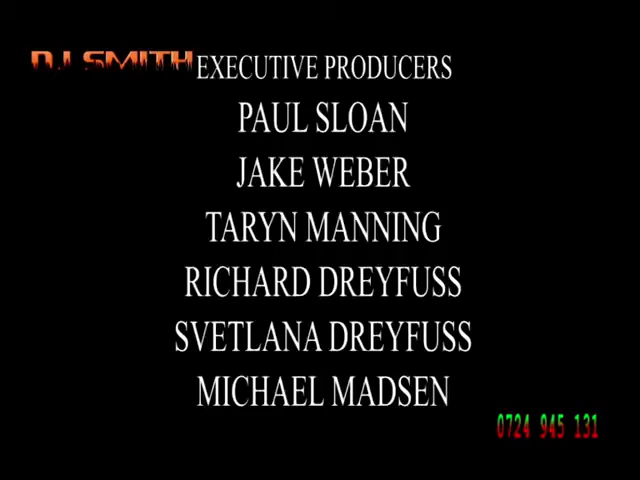 DJ SMITH
EXECUTIVE PRODUCERS
PAUL SLOAN
JAKE WEBER
TARYN MANNING
RICHARD DREYFUSS
SVETLANA DREYFUSS
MICHAEL MADSEN
0724 945 131